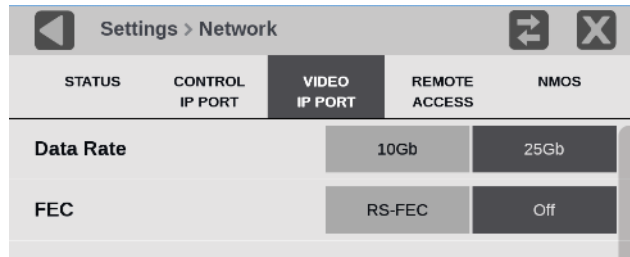 Settings > Network
STATUS CONTROL IP PORT VIDEO IP PORT REMOTE ACCESS NMOS
Data Rate 10Gb 25Gb
FEC RS-FEC Off